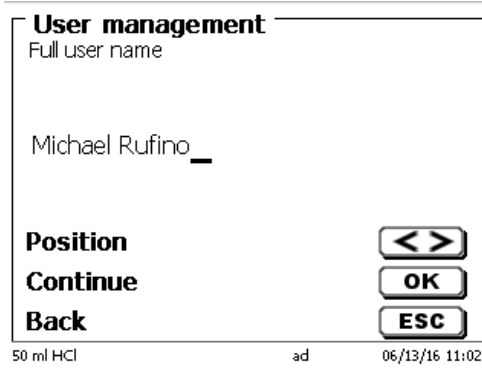 User management
Full user name
Michael Rufino_
Position < >
Continue OK
Back ESC
50 ml HCl ad 06/13/16 11:02